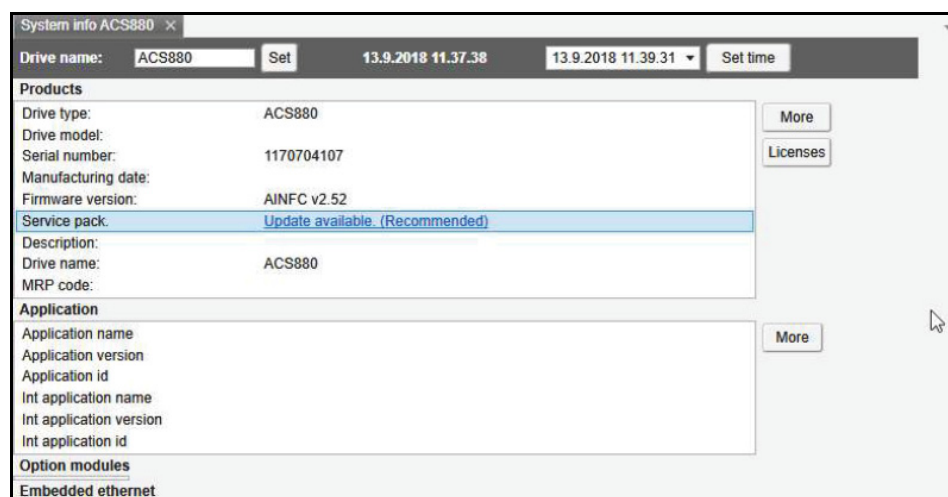 System info ACS880 ×
Drive name: ACS880 Set 13.9.2018 11.37.38 13.9.2018 11.39.31 Set time
Products
Drive type: ACS880 More
Drive model:
Serial number: 1170704107 Licenses
Manufacturing date:
Firmware version: AINFC v2.52
Service pack. Update available. (Recommended)
Description:
Drive name: ACS880
MRP code:
Application
Application name More
Application version
Application id
Int application name
Int application version
Int application id
Option modules
Embedded ethernet